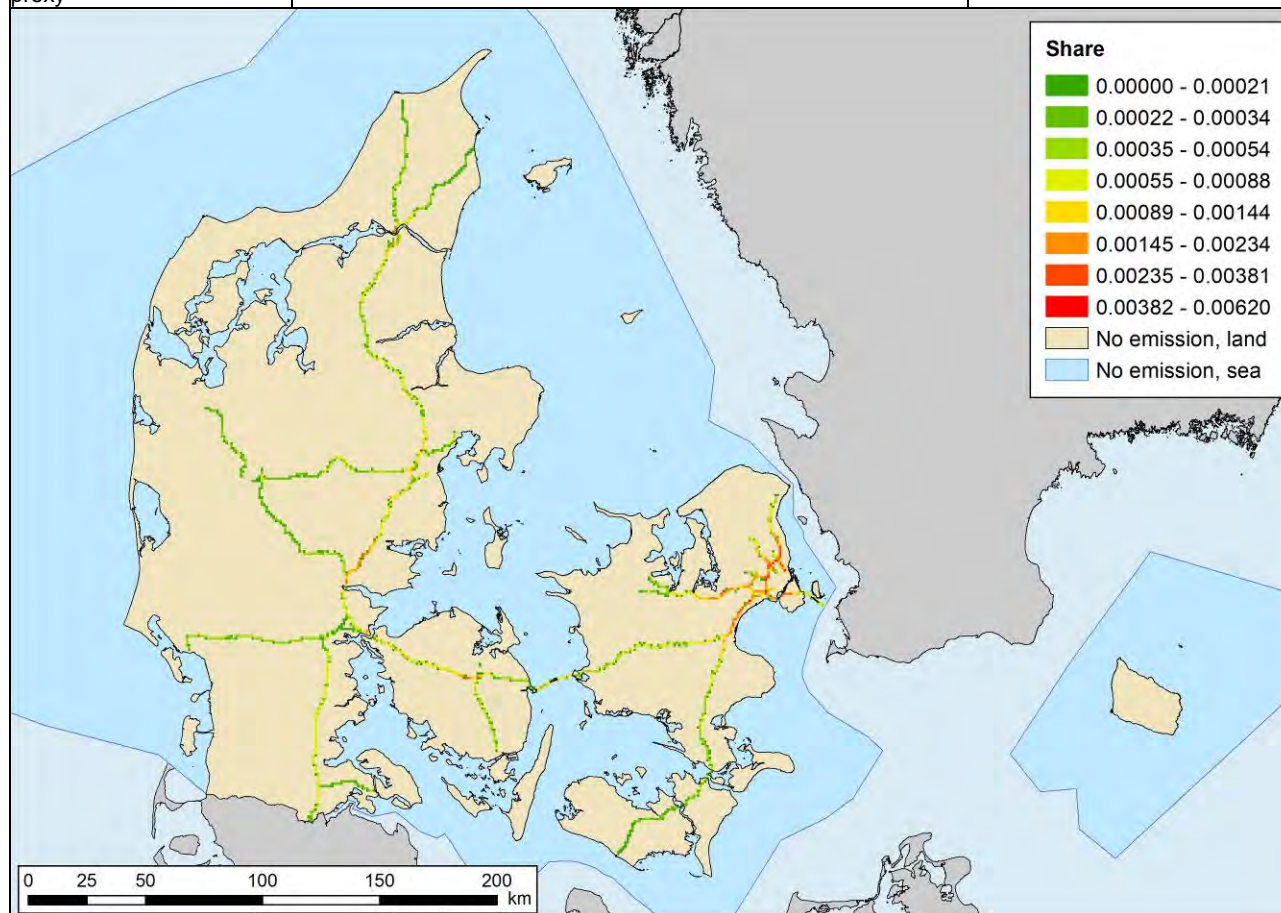 proxy
Share
0.00000 - 0.00021
0.00022 - 0.00034
0.00035 - 0.00054
0.00055 - 0.00088
0.00089 - 0.00144
0.00145 - 0.00234
0.00235 - 0.00381
0.00382 - 0.00620
No emission, land
No emission, sea
0 25 50 100 150 200
km